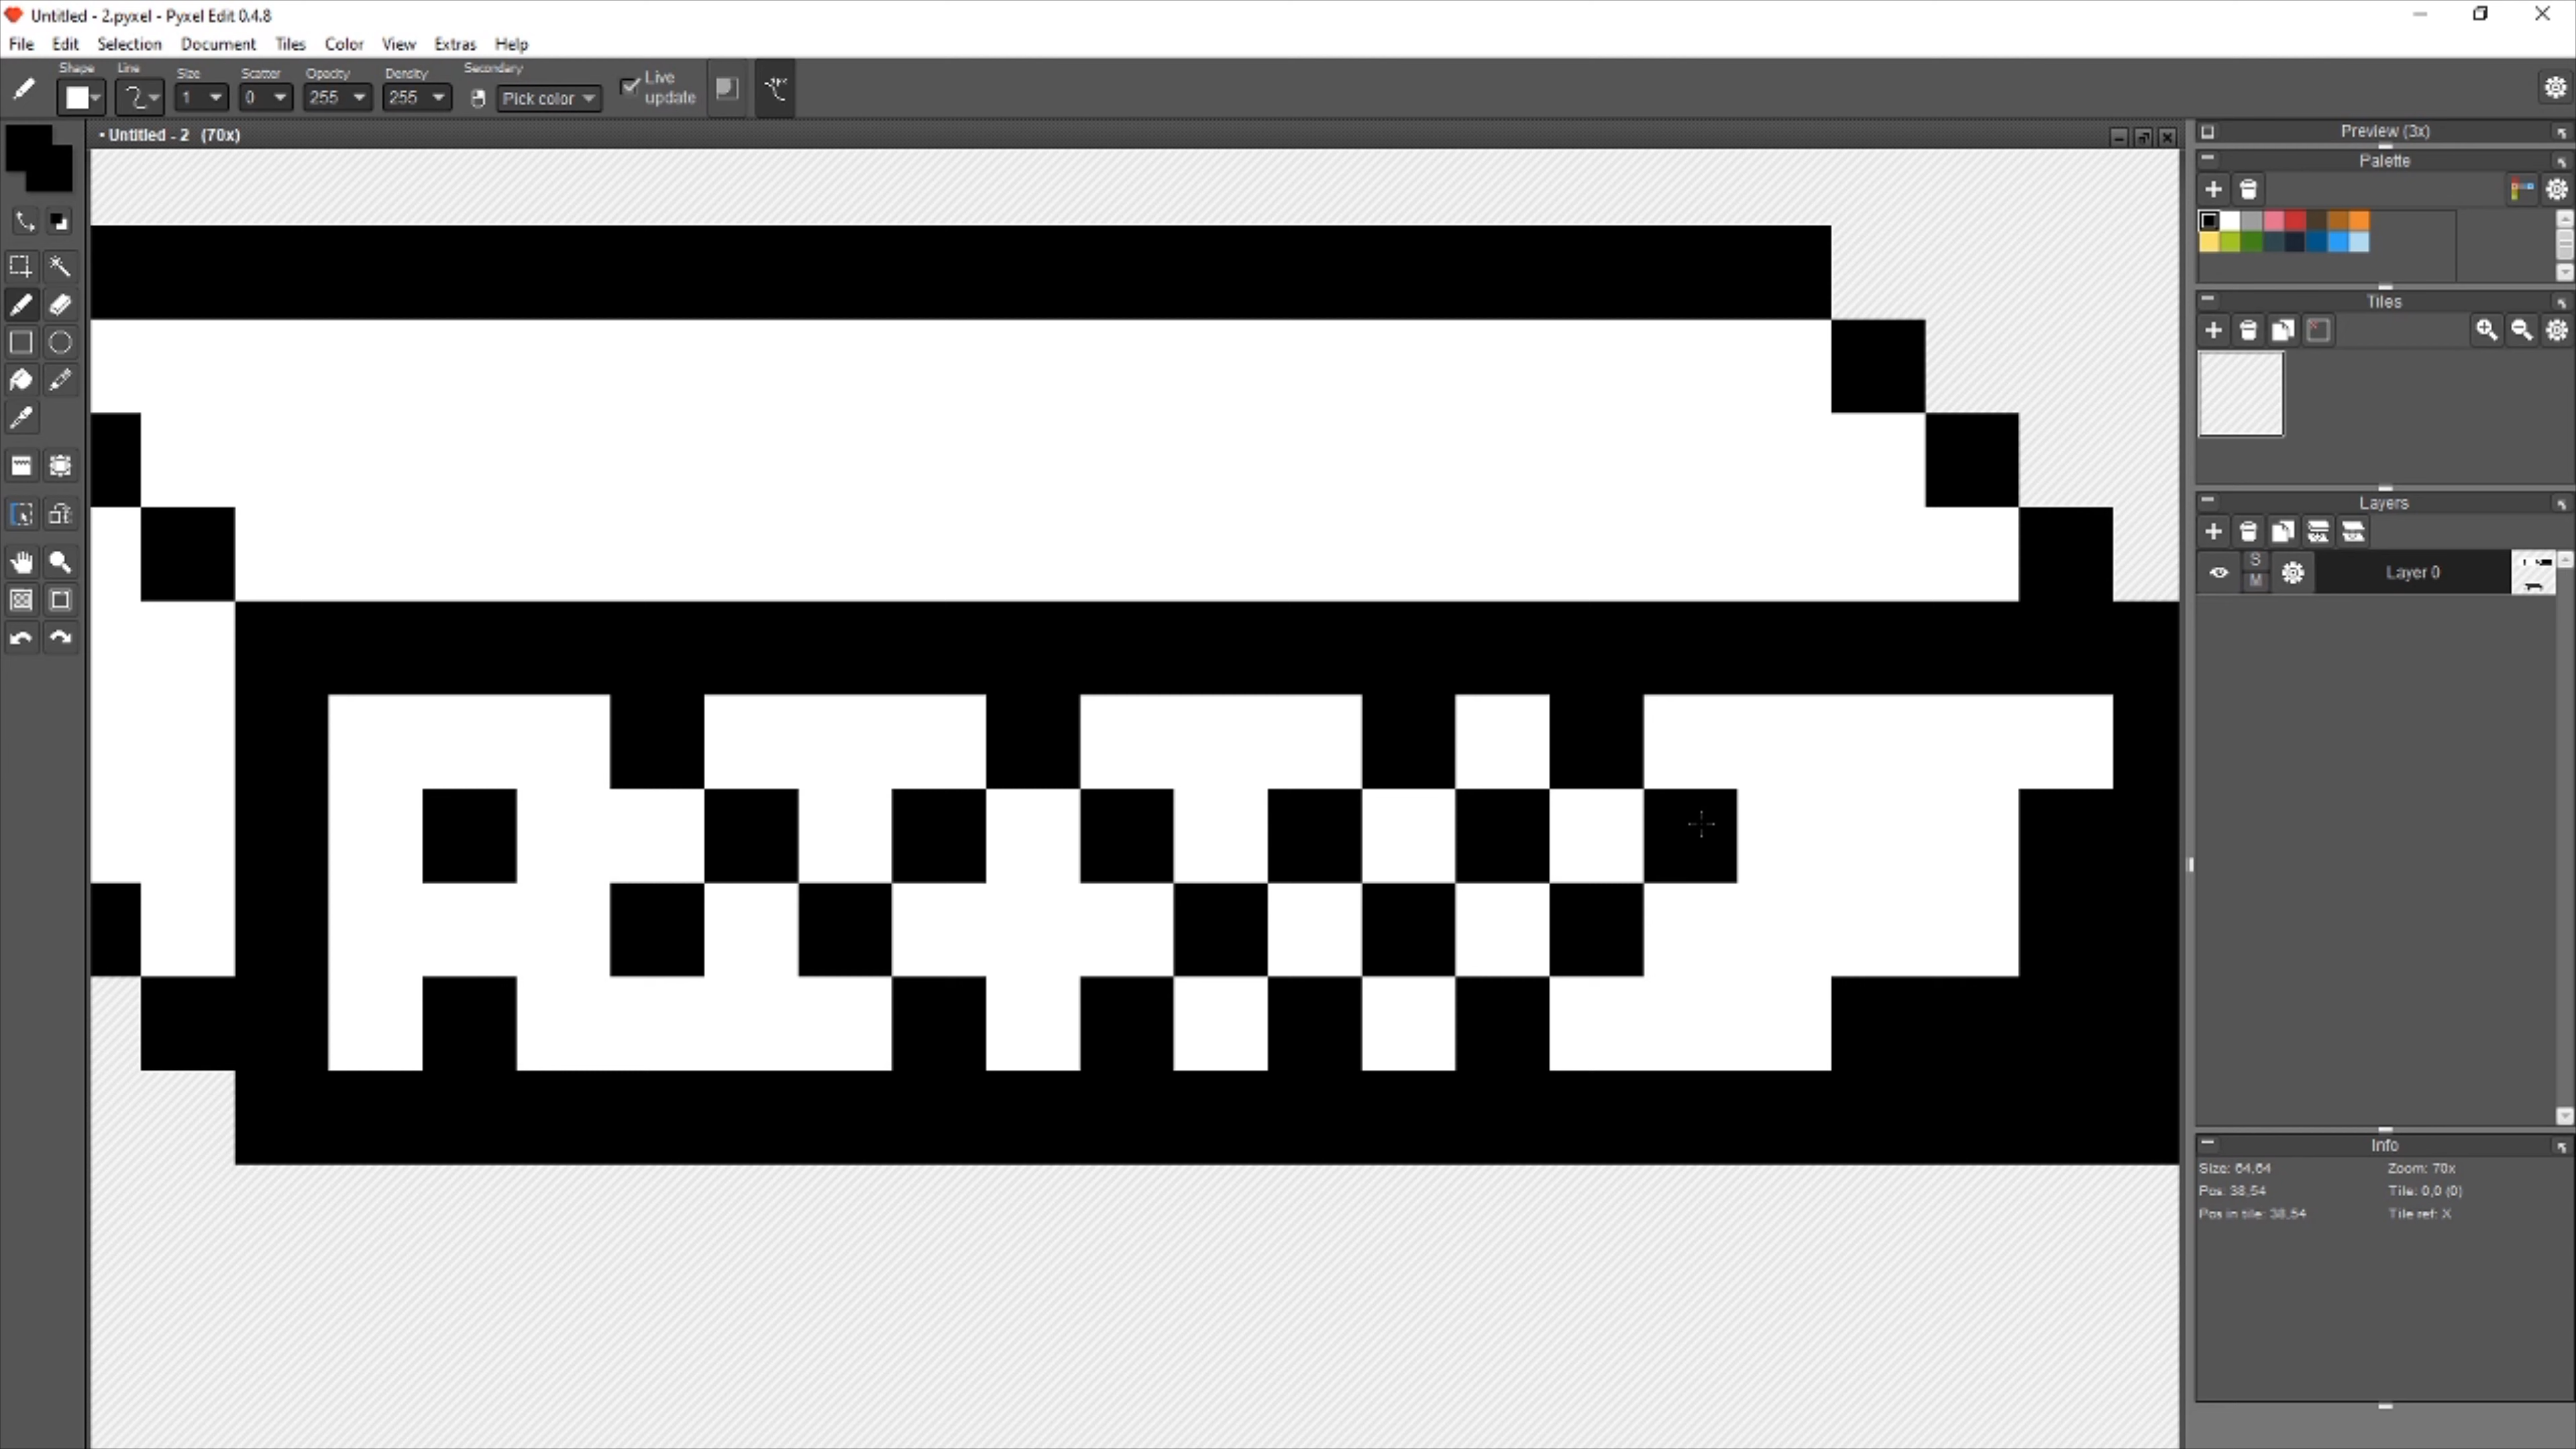 Untitled - 2.pyxel - Pyxel Edit 0.4.8
File Edit Selection Document Tiles Color View Extras Help
Shape Line Size Scatter Opacity Density Secondary
1 0 255 255 Pick color Live update
• Untitled - 2 (70x)
Preview (3x)
Palette
Tiles
Layers
S
M
Layer 0
Info
Size: 64,64 Zoom: 70x
Pos: 38,54 Tile: 0,0 (0)
Pos in tile: 38,54 Tile ref: X